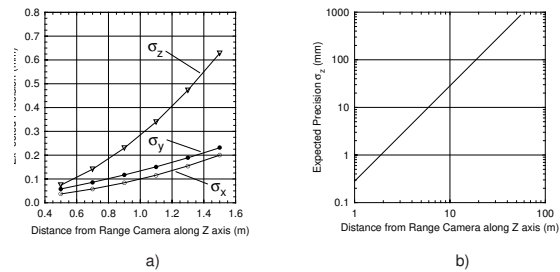 0.8
0.7
0.6
0.5
0.4
0.3
0.2
0.1
0.0
σz
σy
σx
0.4 0.6 0.8 1.0 1.2 1.4 1.6
Distance from Range Camera along Z axis (m)
a)
Expected Precision σz (mm)
1000
100
10
1
0.1
1 10 100
Distance from Range Camera along Z axis (m)
b)